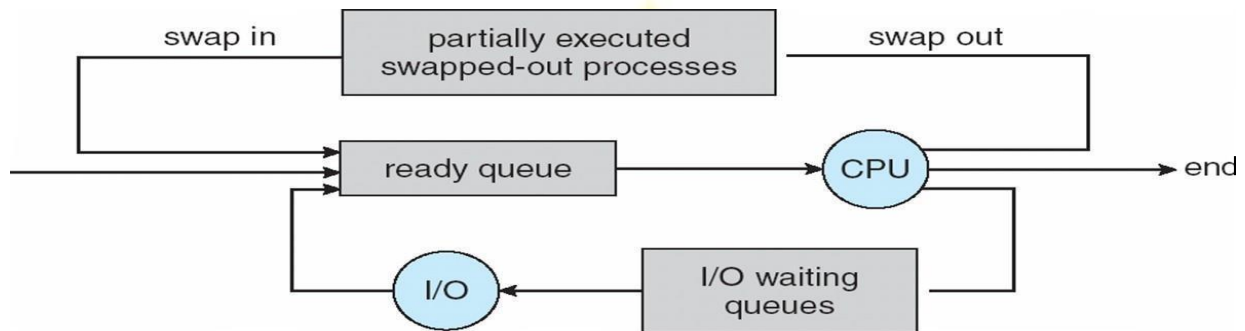 swap in
partially executed
swapped-out processes
swap out
ready queue
CPU
end
I/O
I/O waiting
queues